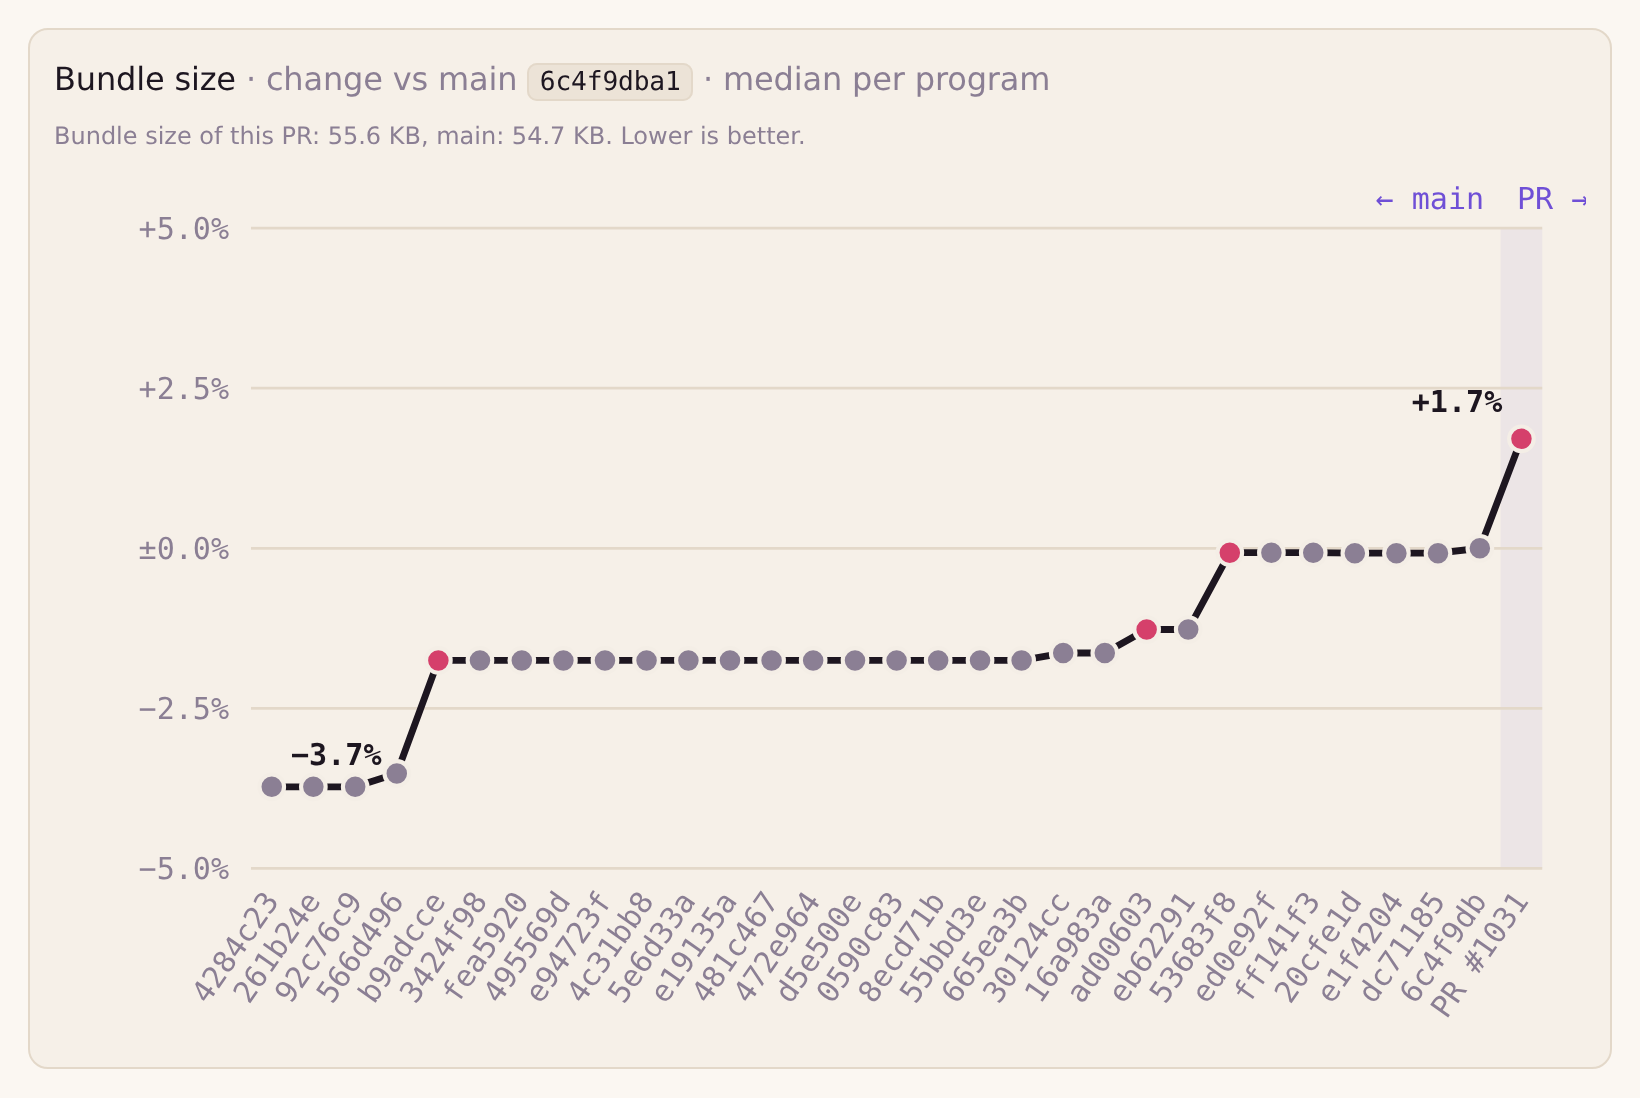 Bundle size · change vs main 6c4f9dba1 · median per program
Bundle size of this PR: 55.6 KB, main: 54.7 KB. Lower is better.
← main PR →
+5.0%
+2.5%
+1.7%
±0.0%
−2.5%
−3.7%
−5.0%
4284c23
261b24e
92c76c9
566d496
b9adcce
3424f98
fea5920
495569d
e94723f
4c31bb8
5e6d33a
e19135a
481c467
472e964
d5e500e
0590c83
8ecd71b
55bbd3e
665ea3b
30124cc
16a983a
ad00603
eb62291
53683f8
ed0e92f
ff141f3
20cfe1d
e1f4204
dc71185
6c4f9db
PR #1031